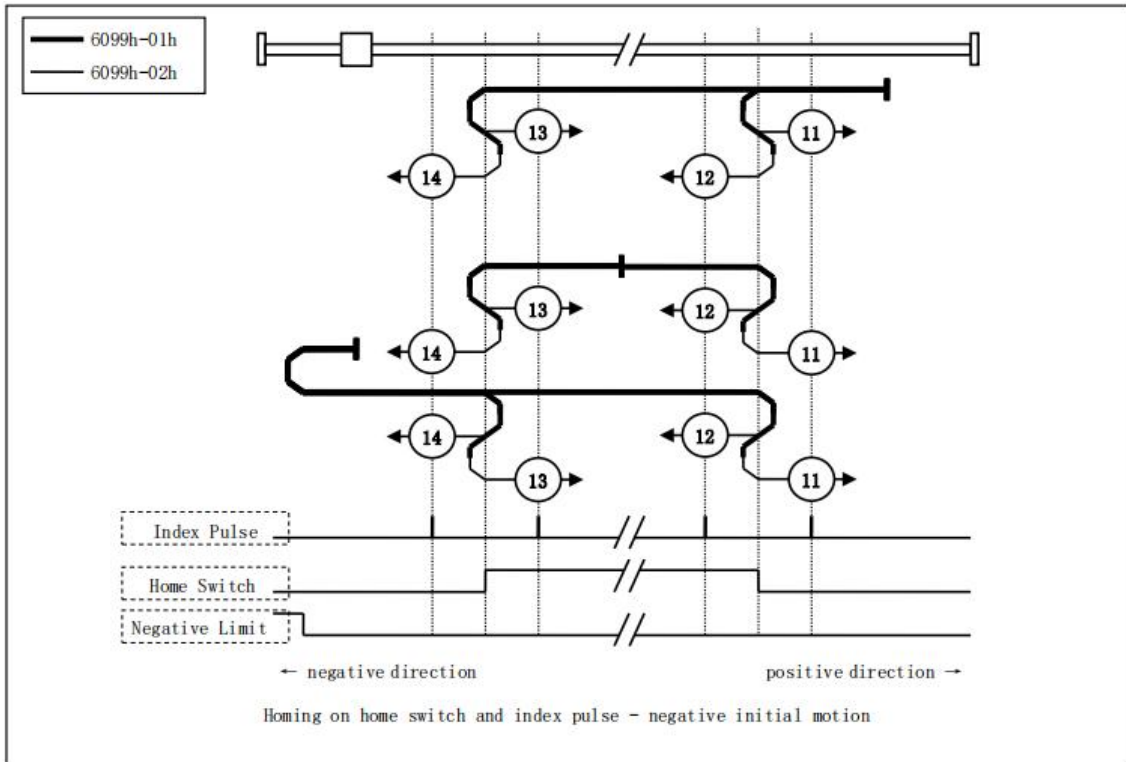 6099h-01h
6099h-02h
13
11
14
12
13
12
14
11
14
12
13
11
Index Pulse
Home Switch
Negative Limit
← negative direction
positive direction →
Homing on home switch and index pulse - negative initial motion